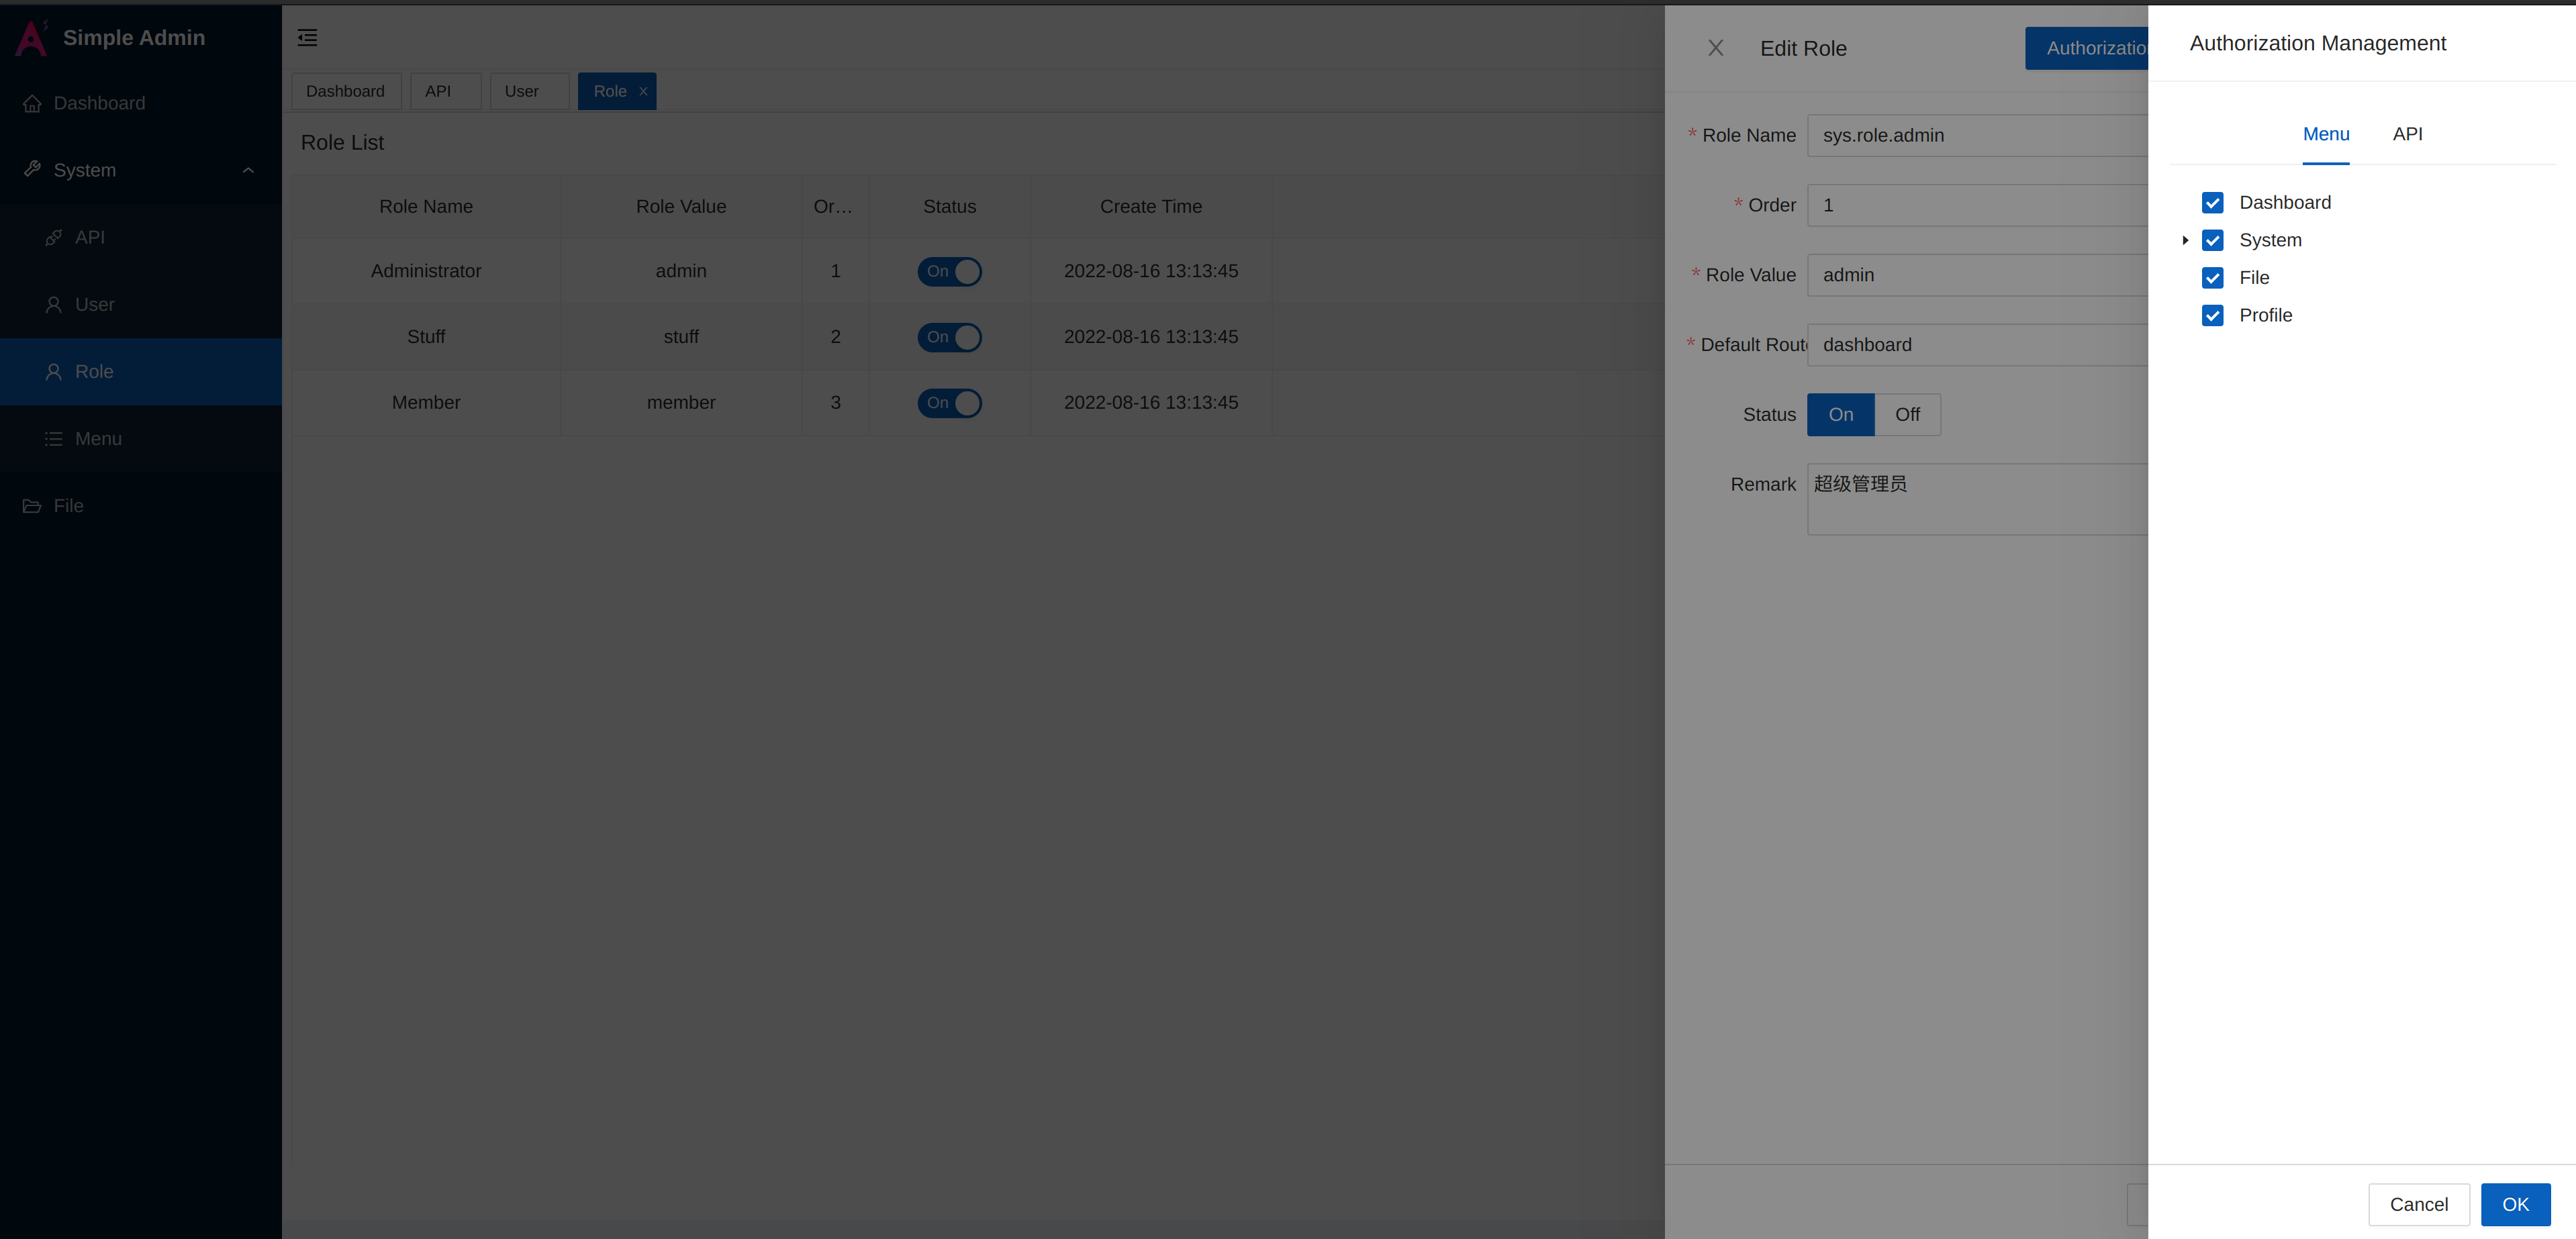 Simple Admin
Dashboard
System
API
User
Role
Menu
File
Dashboard
API
User
Role
Role List
Role Name Role Value Or... Status Create Time
Administrator admin 1 On 2022-08-16 13:13:45
Stuff stuff 2 On 2022-08-16 13:13:45
Member member 3 On 2022-08-16 13:13:45
Edit Role
Authorizatio
* Role Name sys.role.admin
* Order 1
* Role Value admin
* Default Route dashboard
Status On Off
Remark 超级管理员
Authorization Management
Menu API
Dashboard
System
File
Profile
Cancel OK